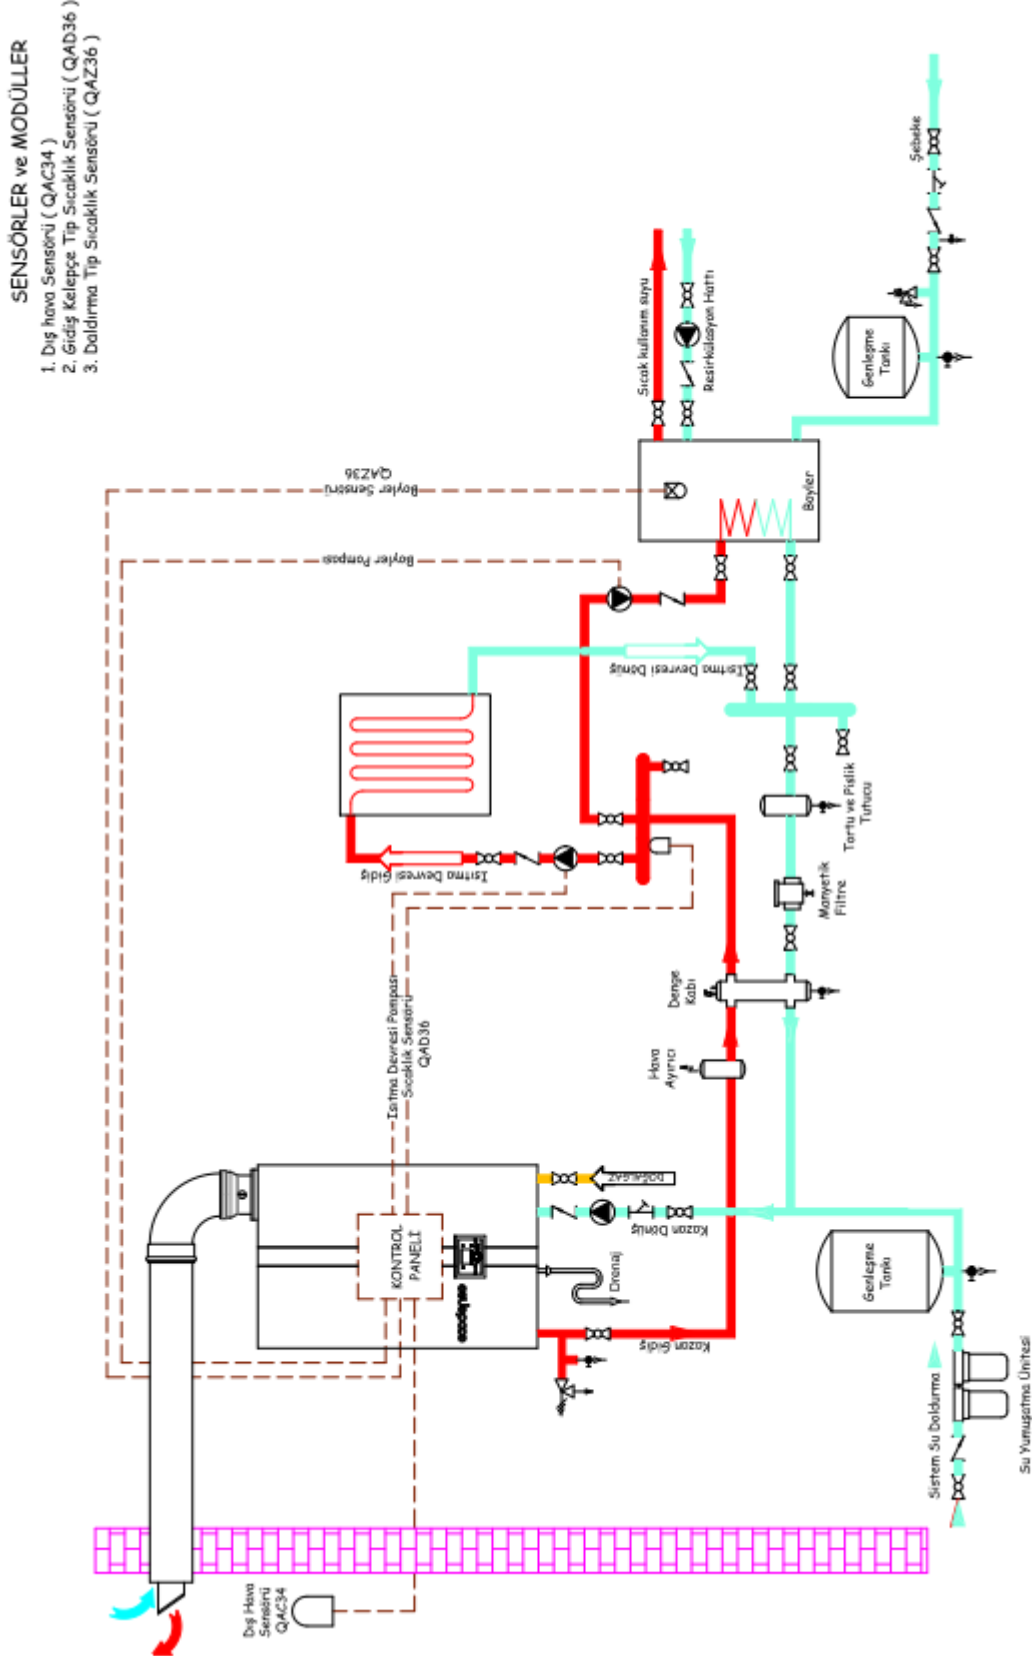 SENSÖRLER ve MODÜLLER
1. Dış hava Sensörü ( QAC34 )
2. Gidiş Kelepçe Tip Sıcaklık Sensörü ( QAD36 )
3. Daldırma Tip Sıcaklık Sensörü ( QAZ36 )
Şebeke
Sıcak kullanım suyu
Resirkülasyon Hattı
Genleşme
Tankı
Boyler Sensörü
QAZ36
Boyler
Boyler Pompası
Isıtma Devresi Dönüş
Isıtma Devresi Gidiş
Tortu ve Pislik
Tutucu
Manyetik
Filtre
Denge
Kabı
Hava
Ayırıcı
Isıtma Devresi Pompası
Sıcaklık Sensörü
QAD36
DOĞALGAZ
Kazan Dönüş
KONTROL
PANELİ
Drenaj
Kazan Gidiş
Genleşme
Tankı
Sistem Su Doldurma
Su Yumuşatma Ünitesi
Dış Hava
Sensörü
QAC34